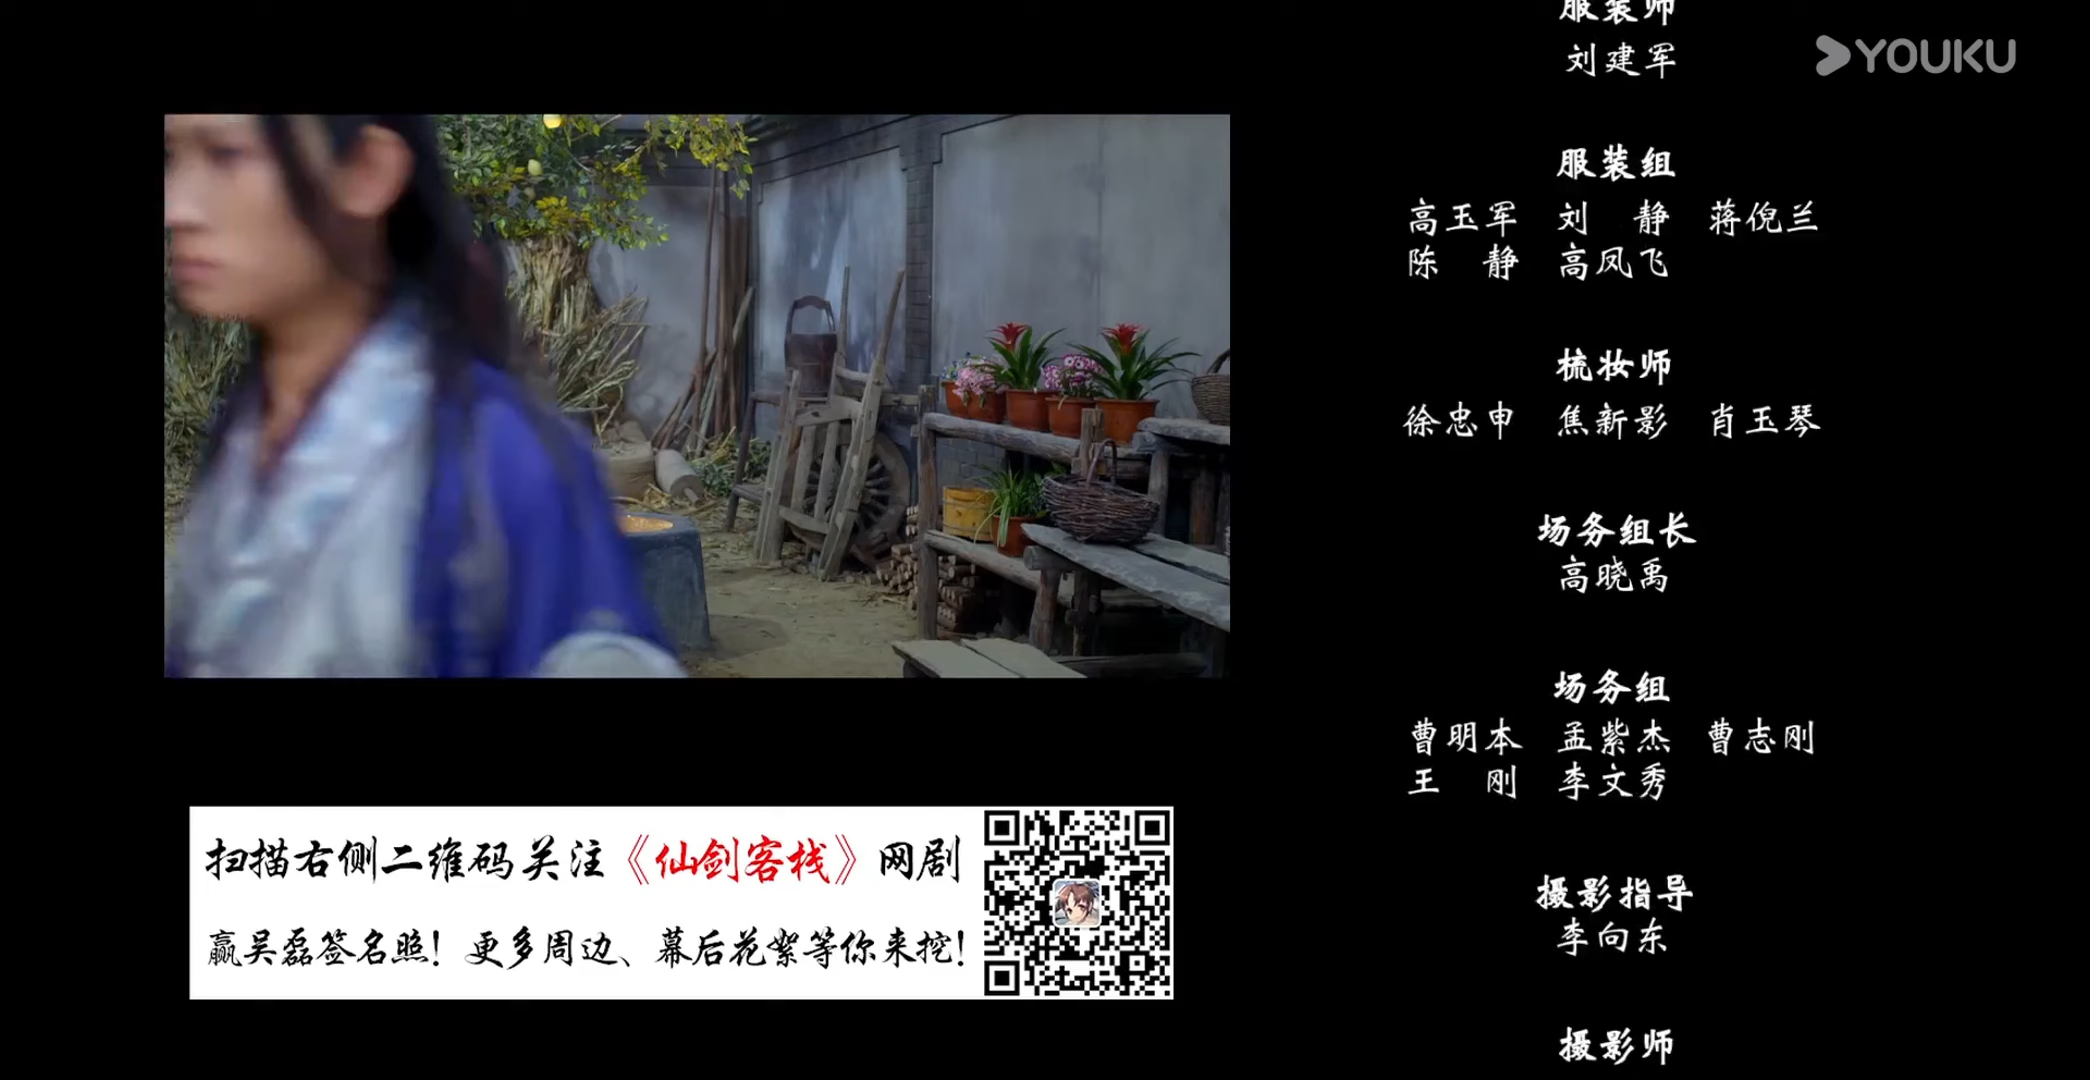 服装师
刘建军
YOUKU
服装组
高玉军 刘 静 蒋倪兰
陈 静 高凤飞
梳妆师
徐忠申 焦新影 肖玉琴
场务组长
高晓禹
场务组
曹明本 孟紫杰 曹志刚
王 刚 李文秀
扫描右侧二维码关注《仙剑客栈》网剧
赢吴磊签名照！更多周边、幕后花絮等你来挖！
摄影指导
李向东
摄影师